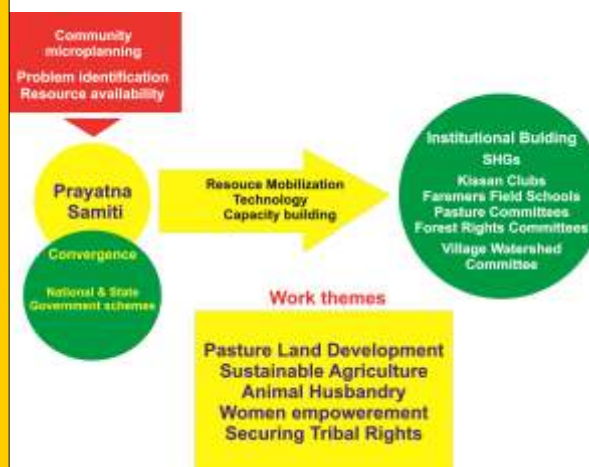 Community
microplanning
Problem identification
Resource availability
Prayatna
Samiti
Convergence
National & State
Government schemes
Resouce Mobilization
Technology
Capacity building
Institutional Bulding
SHGs
Kissan Clubs
Faremers Field Schools
Pasture Committees
Forest Rights Committees
Village Watershed
Committee
Work themes
Pasture Land Development
Sustainable Agriculture
Animal Husbandry
Women empowerement
Securing Tribal Rights